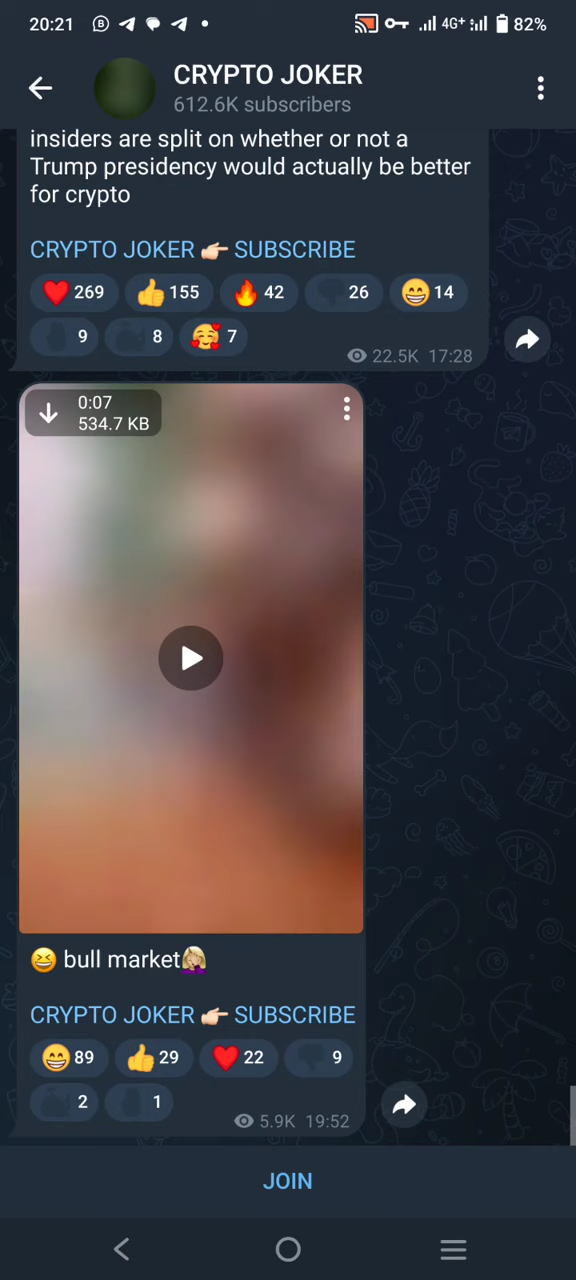 20:21 4G+ 82%
CRYPTO JOKER
612.6K subscribers
insiders are split on whether or not a
Trump presidency would actually be better
for crypto
CRYPTO JOKER 👉🏻 SUBSCRIBE
❤️ 269 👍 155 🔥 42 26 😁 14
9 8 🥰 7
22.5K 17:28
0:07
534.7 KB
😆 bull market🤦🏼‍♀️
CRYPTO JOKER 👉🏻 SUBSCRIBE
😁 89 👍 29 ❤️ 22 9
2 1
5.9K 19:52
JOIN